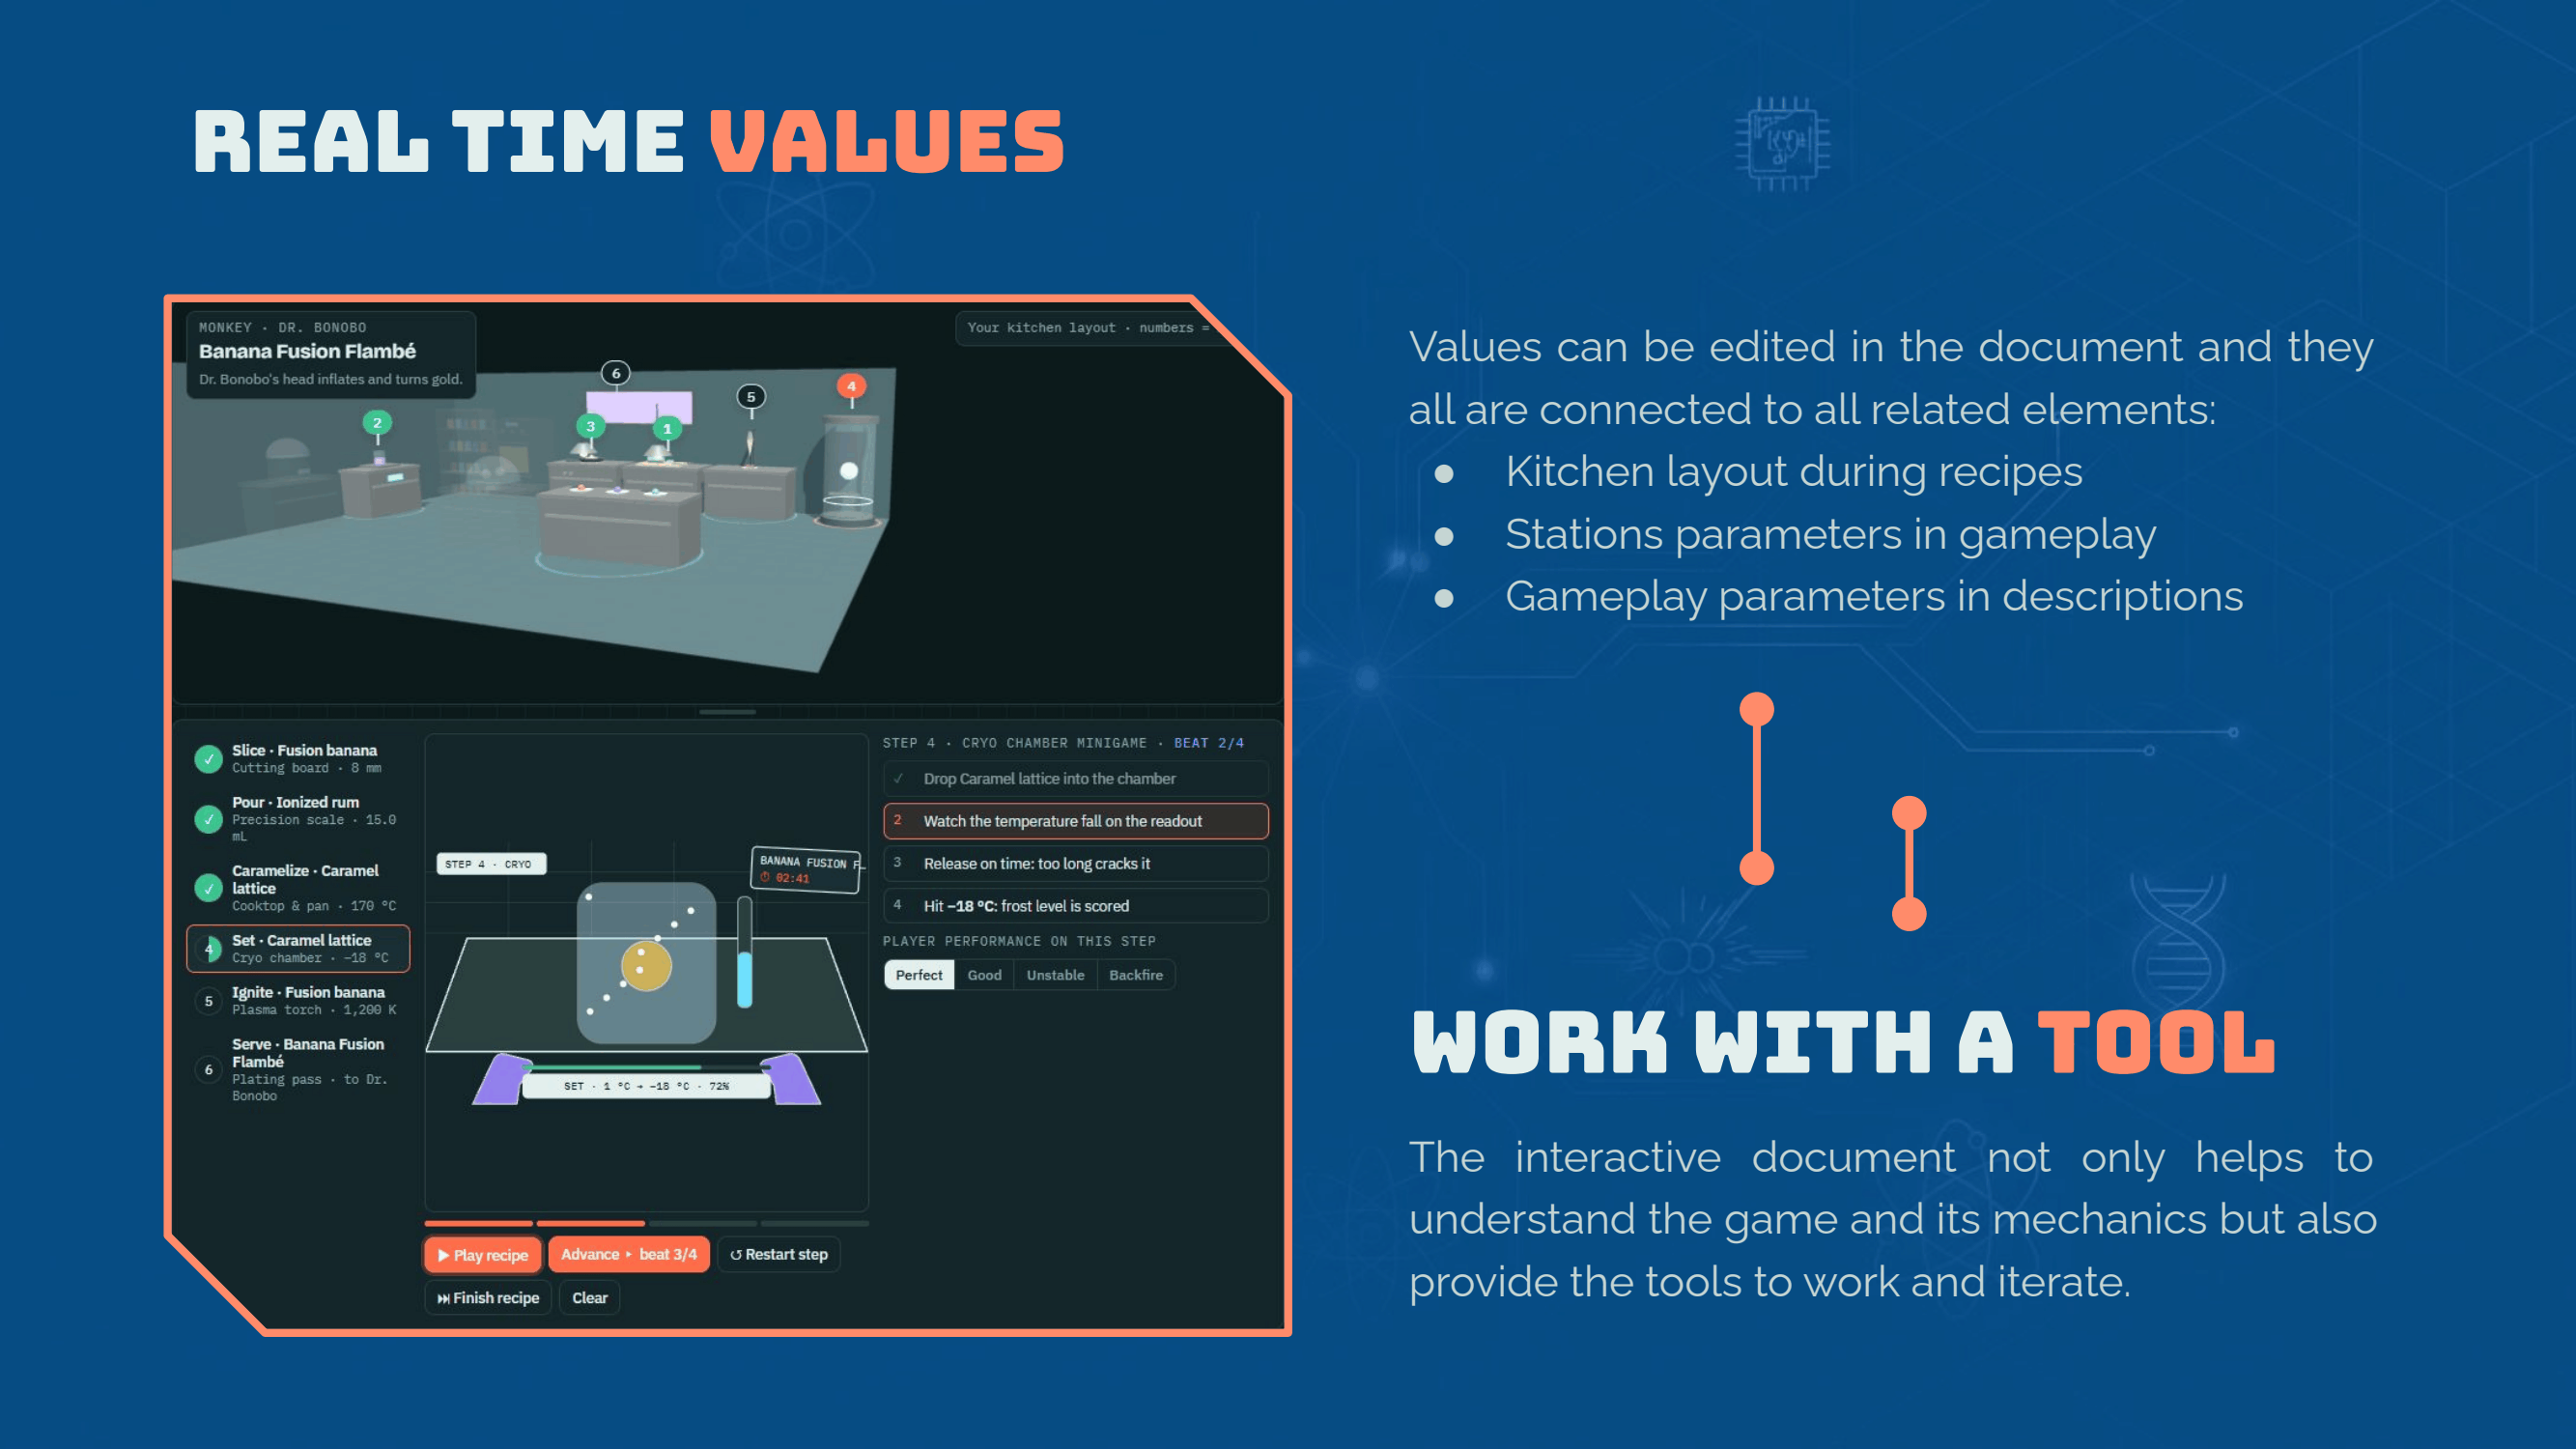 REAL TIME VALUES
MONKEY · DR. BONOBO
Banana Fusion Flambé
Dr. Bonobo's head inflates and turns gold.
Your kitchen layout · numbers =
6
5
4
2
3
1
Values can be edited in the document and they
all are connected to all related elements:
● Kitchen layout during recipes
● Stations parameters in gameplay
● Gameplay parameters in descriptions
✓ Slice · Fusion banana
Cutting board · 8 mm
✓ Pour · Ionized rum
Precision scale · 15.0
mL
✓ Caramelize · Caramel
lattice
Cooktop & pan · 170 °C
4 Set · Caramel lattice
Cryo chamber · −18 °C
5 Ignite · Fusion banana
Plasma torch · 1,200 K
6 Serve · Banana Fusion
Flambé
Plating pass · to Dr.
Bonobo
STEP 4 · CRYO
BANANA FUSION F…
⏱ 02:41
SET · 1 °C → −18 °C · 72%
STEP 4 · CRYO CHAMBER MINIGAME · BEAT 2/4
✓ Drop Caramel lattice into the chamber
2 Watch the temperature fall on the readout
3 Release on time: too long cracks it
4 Hit −18 °C: frost level is scored
PLAYER PERFORMANCE ON THIS STEP
Perfect Good Unstable Backfire
▶ Play recipe Advance ▸ beat 3/4 ↺ Restart step
⏭ Finish recipe Clear
WORK WITH A TOOL
The interactive document not only helps to
understand the game and its mechanics but also
provide the tools to work and iterate.